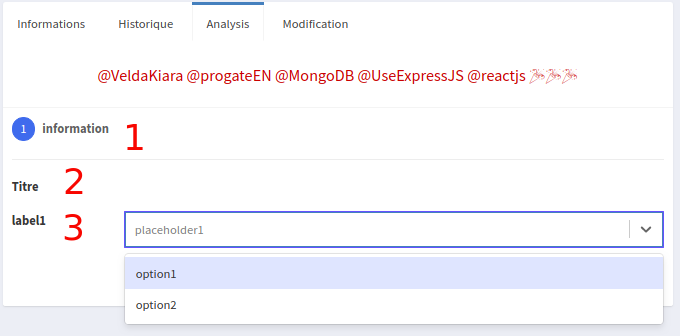 Informations Historique Analysis Modification
@VeldaKiara @progateEN @MongoDB @UseExpressJS @reactjs 🎉🎉🎉
1 information 1
Titre 2
label1 3 placeholder1
option1
option2